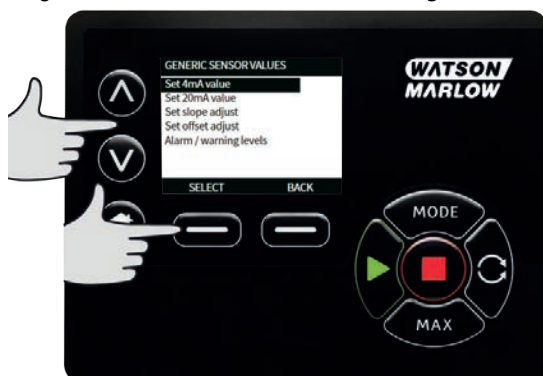 GENERIC SENSOR VALUES
Set 4mA value
Set 20mA value
Set slope adjust
Set offset adjust
Alarm / warning levels
SELECT BACK
WATSON
MARLOW
MODE
MAX